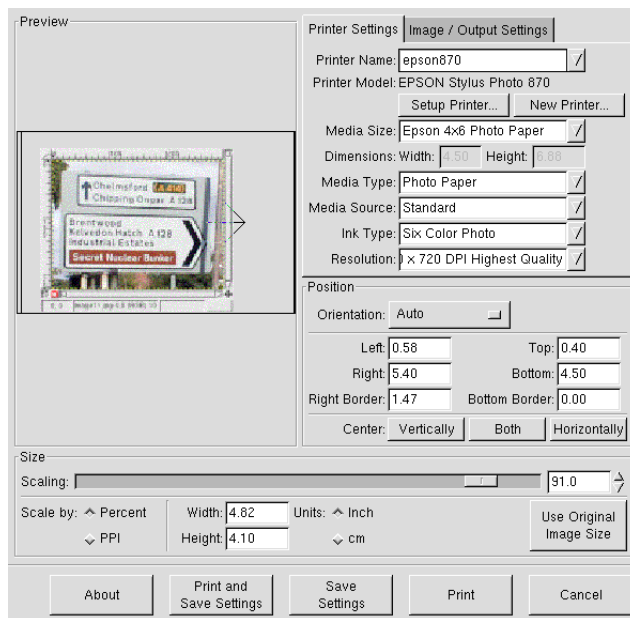 Preview
Chelmsford A 414
Chipping Ongar A 128
Brentwood
Kelvedon Hatch A 128
Industrial Estates
Secret Nuclear Bunker
Printer Settings Image / Output Settings
Printer Name: epson870
Printer Model: EPSON Stylus Photo 870
Setup Printer... New Printer...
Media Size: Epson 4x6 Photo Paper
Dimensions: Width: 4.50 Height: 6.88
Media Type: Photo Paper
Media Source: Standard
Ink Type: Six Color Photo
Resolution: ) x 720 DPI Highest Quality
Position
Orientation: Auto
Left: 0.58 Top: 0.40
Right: 5.40 Bottom: 4.50
Right Border: 1.47 Bottom Border: 0.00
Center: Vertically Both Horizontally
Size
Scaling: 91.0
Scale by: Percent Width: 4.82 Units: Inch
PPI Height: 4.10 cm
Use Original
Image Size
About Print and Save Settings Save Settings Print Cancel